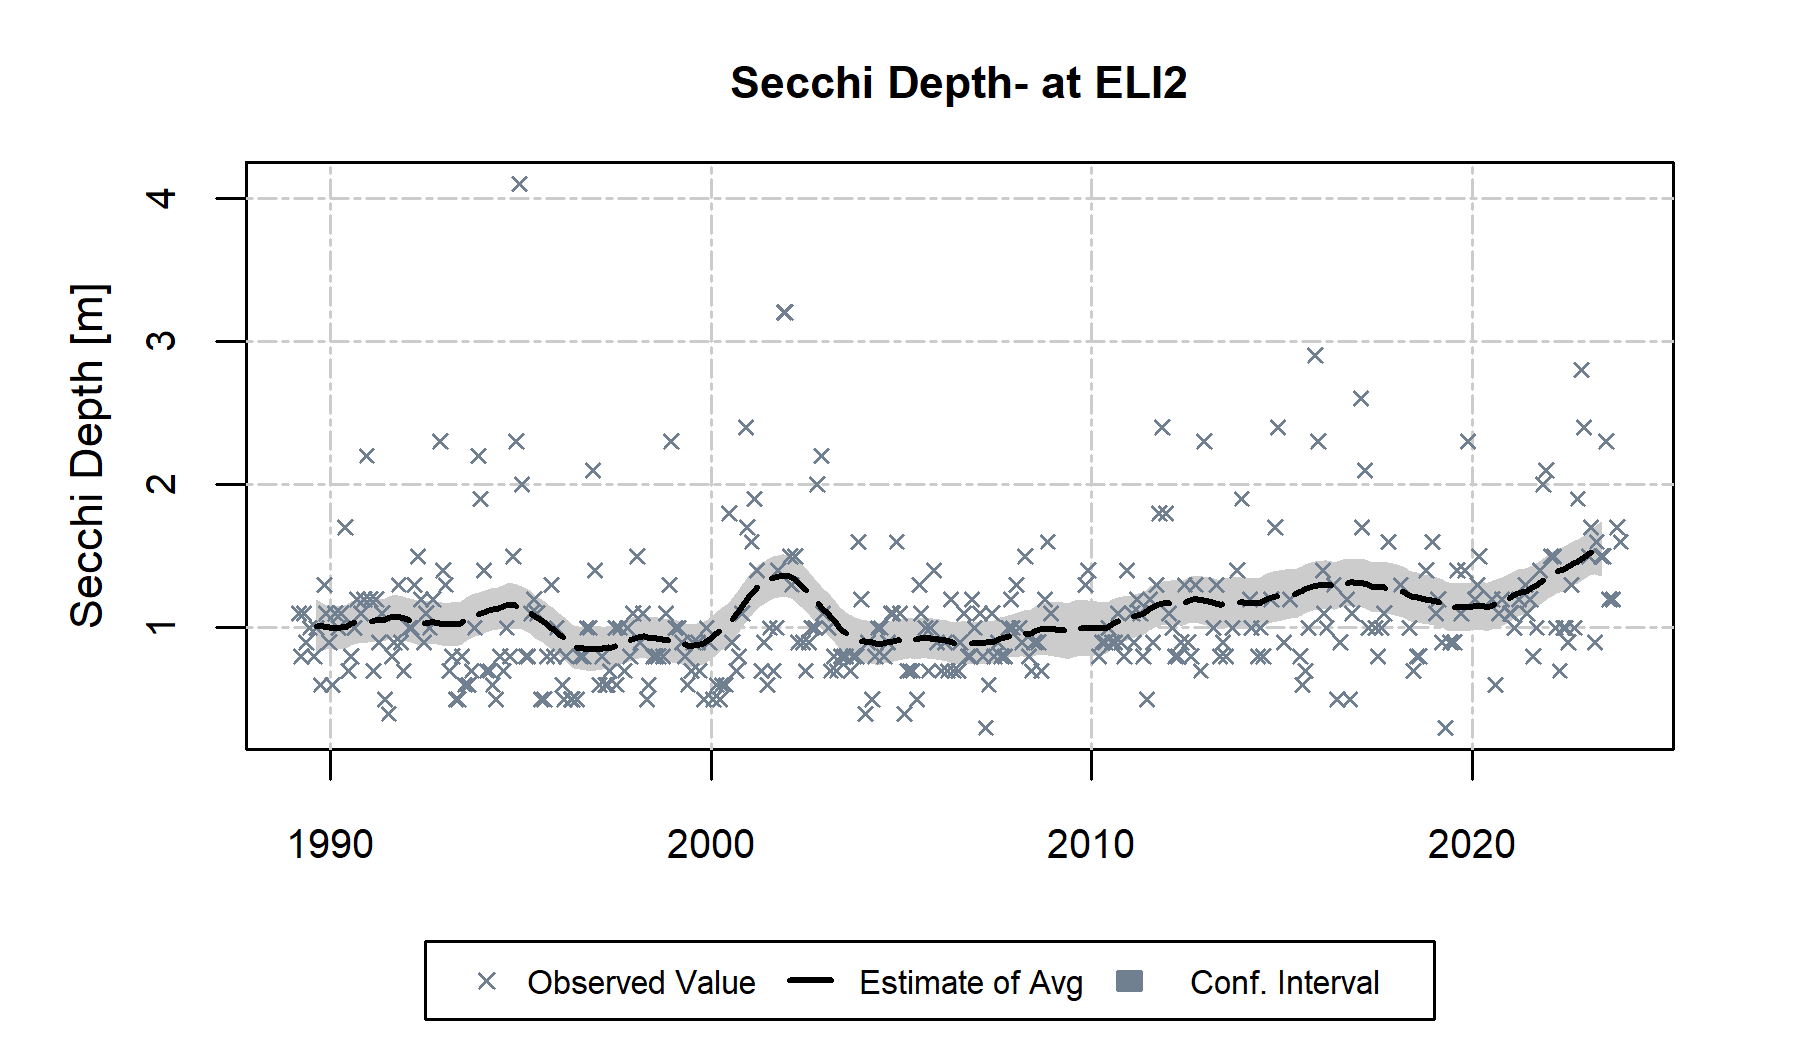 Secchi Depth- at ELI2
Secchi Depth [m]
4
3
2
1
1990 2000 2010 2020
Observed Value Estimate of Avg Conf. Interval